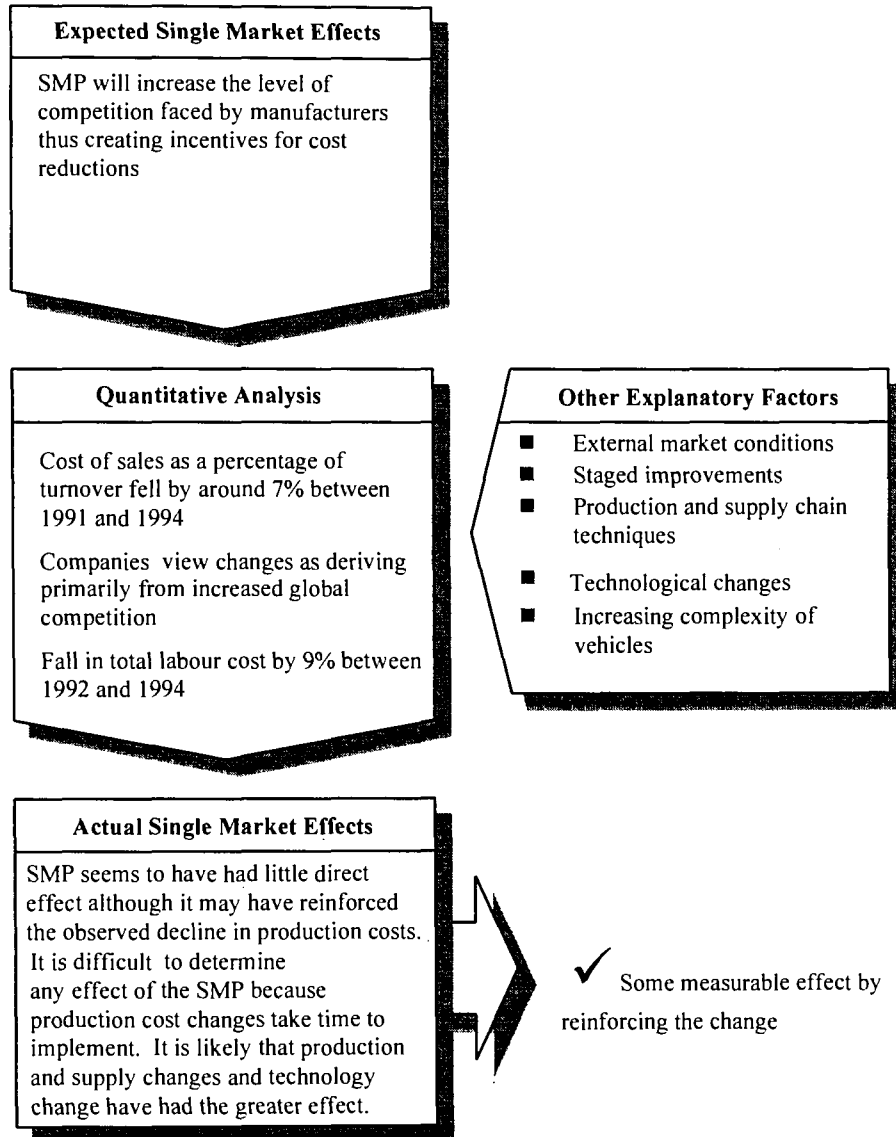 Expected Single Market Effects
SMP will increase the level of
competition faced by manufacturers
thus creating incentives for cost
reductions
Quantitative Analysis
Cost of sales as a percentage of
turnover fell by around 7% between
1991 and 1994
Companies view changes as deriving
primarily from increased global
competition
Fall in total labour cost by 9% between
1992 and 1994
Other Explanatory Factors
■ External market conditions
■ Staged improvements
■ Production and supply chain
techniques
■ Technological changes
■ Increasing complexity of
vehicles
Actual Single Market Effects
SMP seems to have had little direct
effect although it may have reinforced
the observed decline in production costs.
It is difficult to determine
any effect of the SMP because
production cost changes take time to
implement. It is likely that production
and supply changes and technology
change have had the greater effect.
✓ Some measurable effect by
reinforcing the change